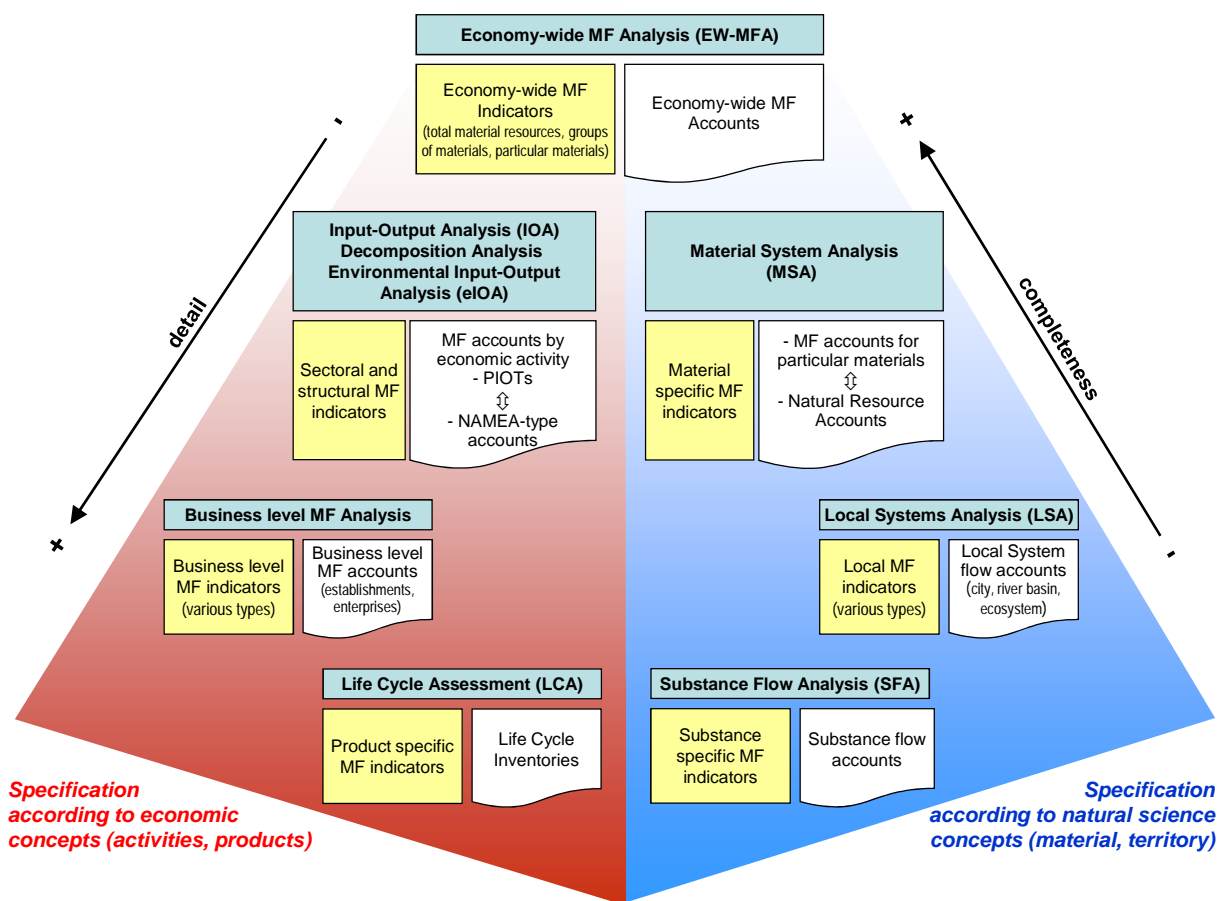 Economy-wide MF Analysis (EW-MFA)
Economy-wide MF
Indicators
(total material resources, groups
of materials, particular materials)
Economy-wide MF
Accounts
-
+
detail
+
completeness
-
Input-Output Analysis (IOA)
Decomposition Analysis
Environmental Input-Output
Analysis (eIOA)
Sectoral and
structural MF
indicators
MF accounts by
economic activity
- PIOTs
⇕
- NAMEA-type
accounts
Material System Analysis
(MSA)
Material
specific MF
indicators
- MF accounts for
particular materials
⇕
- Natural Resource
Accounts
Business level MF Analysis
Business level
MF indicators
(various types)
Business level
MF accounts
(establishments,
enterprises)
Local Systems Analysis (LSA)
Local MF
indicators
(various types)
Local System
flow accounts
(city, river basin,
ecosystem)
Life Cycle Assessment (LCA)
Product specific
MF indicators
Life Cycle
Inventories
Substance Flow Analysis (SFA)
Substance
specific MF
indicators
Substance flow
accounts
Specification
according to economic
concepts (activities, products)
Specification
according to natural science
concepts (material, territory)